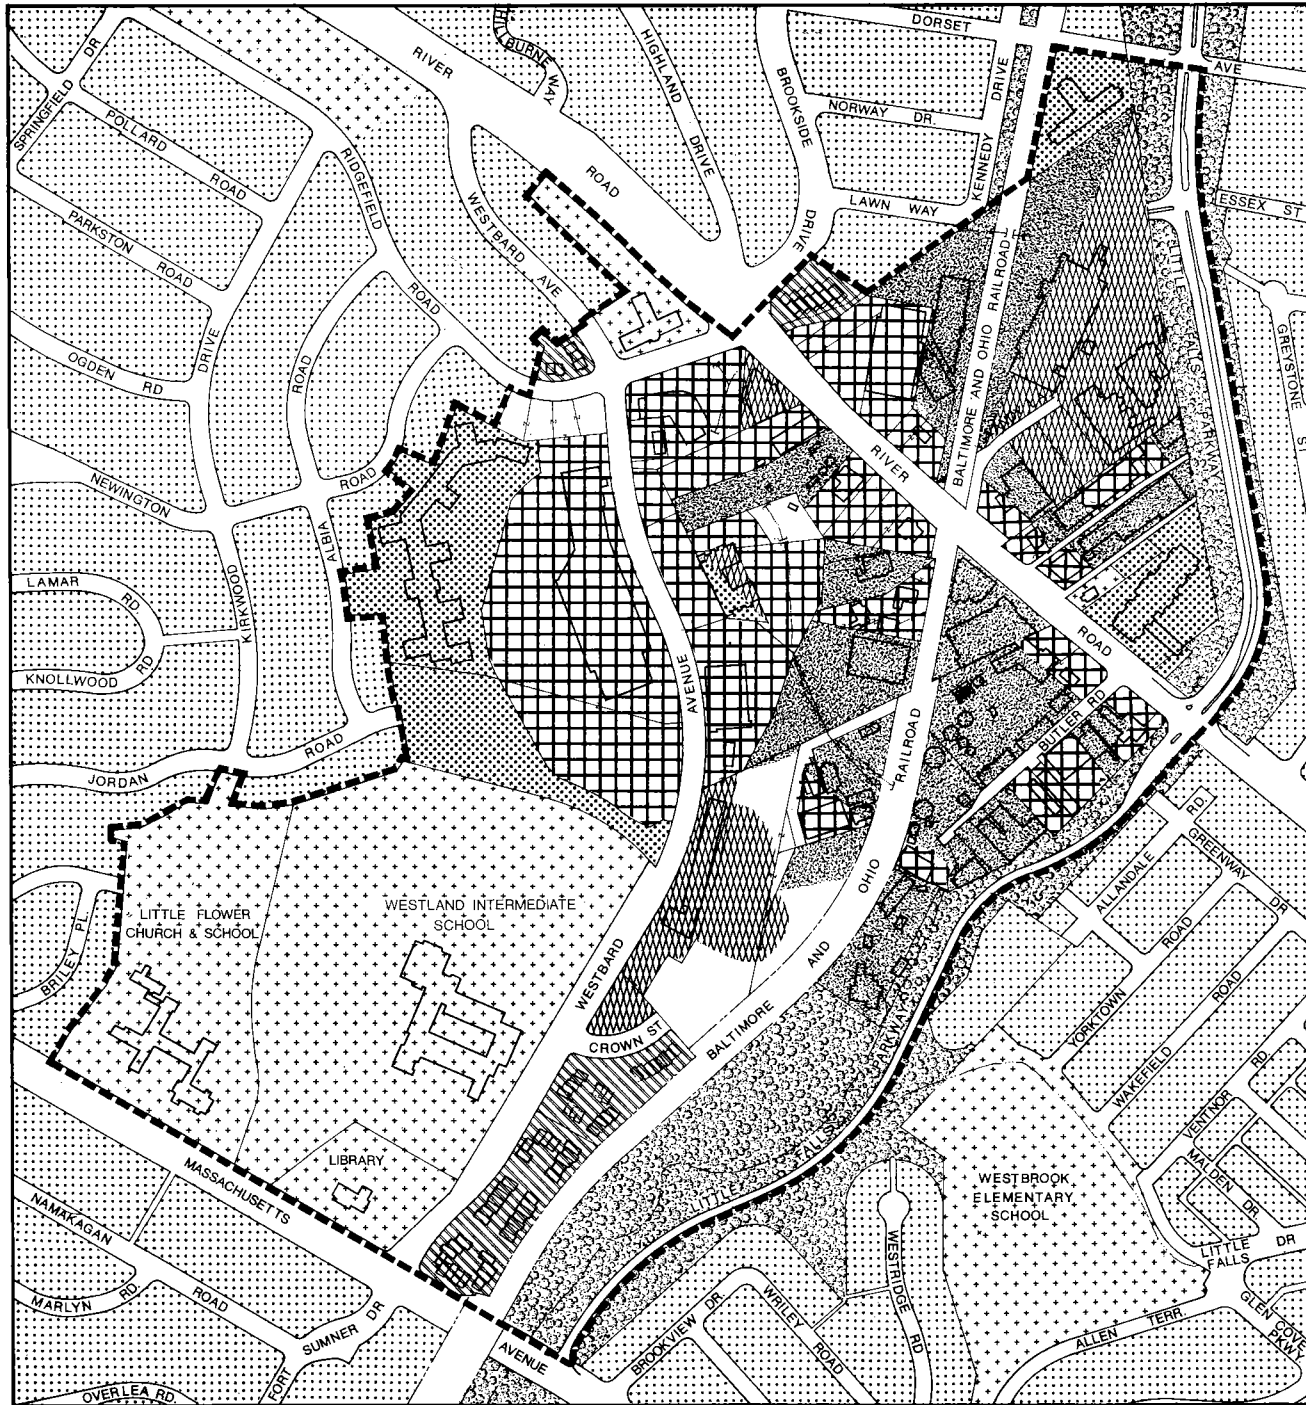 DORSET
AVE
RIVER
HILLBURNE WAY
HIGHLAND
DRIVE
BROOKSIDE
DRIVE
NORWAY DR.
KENNEDY
DRIVE
LAWN WAY
SPRINGFIELD DR
POLLARD
ROAD
RIDGEFIELD
ROAD
PARKSTON
ROAD
WESTBARD AVE
ROAD
ESSEX ST
LITTLE
FALLS
PARKWAY
GREYSTONE
OGDEN RD
DRIVE
ROAD
BALTIMORE AND OHIO RAILROAD
RIVER
ROAD
NEWINGTON
ROAD
ALBIA
KIRKWOOD
LAMAR
RD
KNOLLWOOD
RD
AVENUE
BUTLER RD
JORDAN
ROAD
RAILROAD
OHIO
AND
BALTIMORE
RD.
GREENWAY
DR
ALLANDALE
ROAD
YORKTOWN
ROAD
WAKEFIELD
BRILEY PL.
LITTLE FLOWER
CHURCH & SCHOOL
WESTLAND INTERMEDIATE
SCHOOL
WESTBARD
CROWN ST
PARKWAY
FALLS
LITTLE
VENTNOR RD
MALDEN DR
LITTLE
FALLS
DR
LIBRARY
MASSACHUSETTS
AVENUE
WESTBROOK
ELEMENTARY
SCHOOL
NAMAKAGAN
ROAD
MARLYN RD
FORT
SUMNER DR
OVERLEA RD.
BROOKVIEW DR
WRILEY
ROAD
WESTRIDGE RD
ALLEN TERR.
GLEN COVE
PKWY